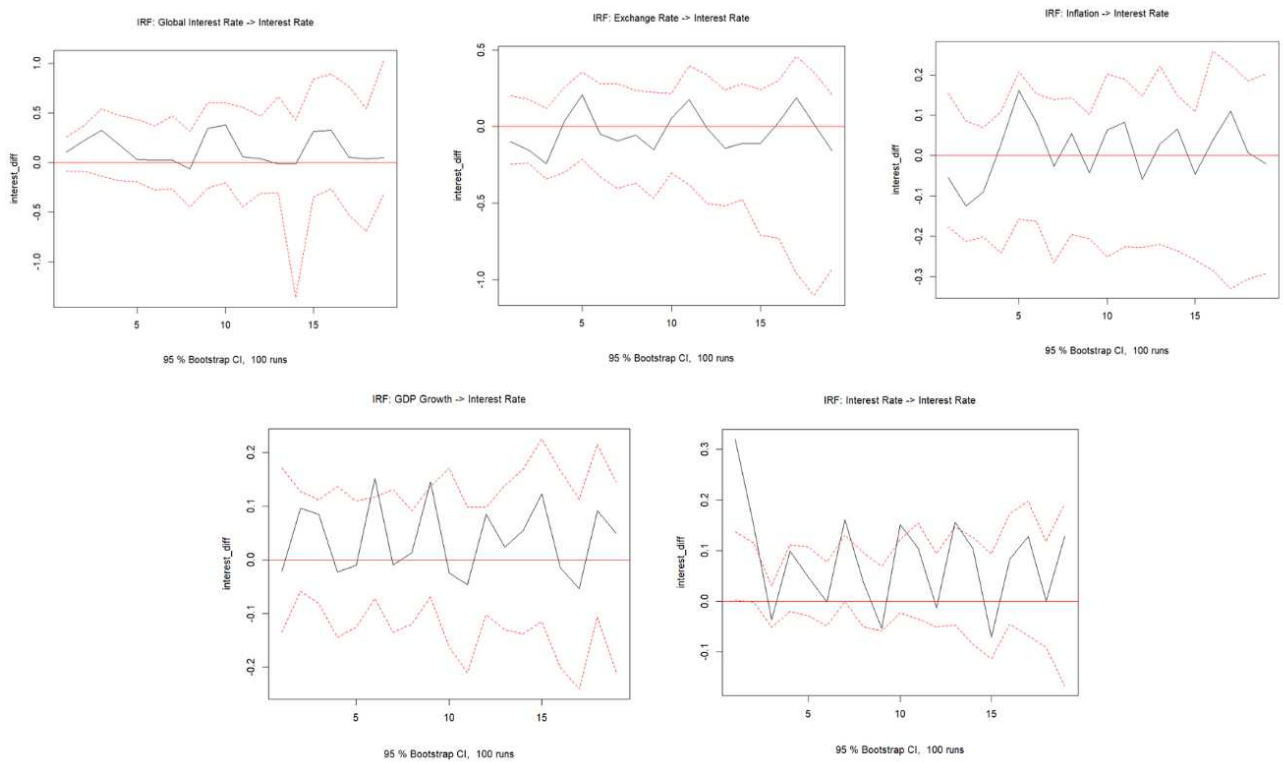 IRF: Global Interest Rate -> Interest Rate
interest_diff
1.0
0.5
0.0
-0.5
-1.0
5 10 15
95 % Bootstrap CI, 100 runs
IRF: Exchange Rate -> Interest Rate
interest_diff
0.5
0.0
-0.5
-1.0
5 10 15
95 % Bootstrap CI, 100 runs
IRF: Inflation -> Interest Rate
interest_diff
0.2
0.1
0.0
-0.1
-0.2
-0.3
5 10 15
95 % Bootstrap CI, 100 runs
IRF: GDP Growth -> Interest Rate
interest_diff
0.2
0.1
0.0
-0.1
-0.2
5 10 15
95 % Bootstrap CI, 100 runs
IRF: Interest Rate -> Interest Rate
interest_diff
0.3
0.2
0.1
0.0
-0.1
5 10 15
95 % Bootstrap CI, 100 runs